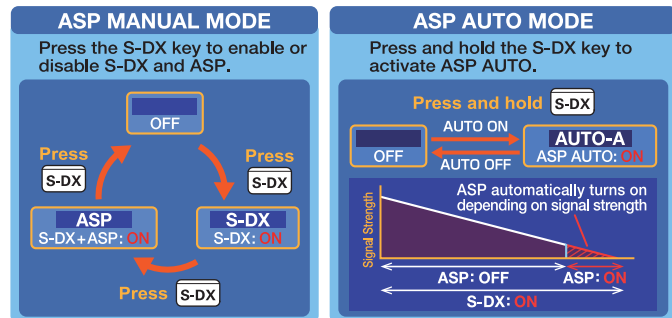 ASP MANUAL MODE
Press the S-DX key to enable or
disable S-DX and ASP.
OFF
Press
S-DX
Press
S-DX
ASP
S-DX+ASP: ON
S-DX
S-DX: ON
Press S-DX
ASP AUTO MODE
Press and hold the S-DX key to
activate ASP AUTO.
Press and hold S-DX
OFF
AUTO ON
AUTO OFF
AUTO-A
ASP AUTO: ON
Signal Strength
ASP automatically turns on
depending on signal strength
ASP: OFF
ASP: ON
S-DX: ON